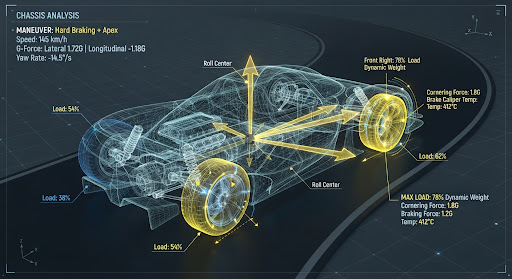 CHASSIS ANALYSIS
MANEUVER: Hard Braking + Apex
Speed: 145 km/h
G-Force: Lateral 1.72G | Longitudinal -1.18G
Yaw Rate: -14.5°/s
Roll Center
Front Right: 78% Load
Dynamic Weight
Cornering Force: 1.8G
Brake Caliper Temp:
Temp: 412°C
Load: 54%
Load: 62%
Load: 38%
Roll Center
MAX LOAD: 78% Dynamic Weight
Cornering Force: 1.8G
Braking Force: 1.2G
Temp: 412°C
Load: 54%